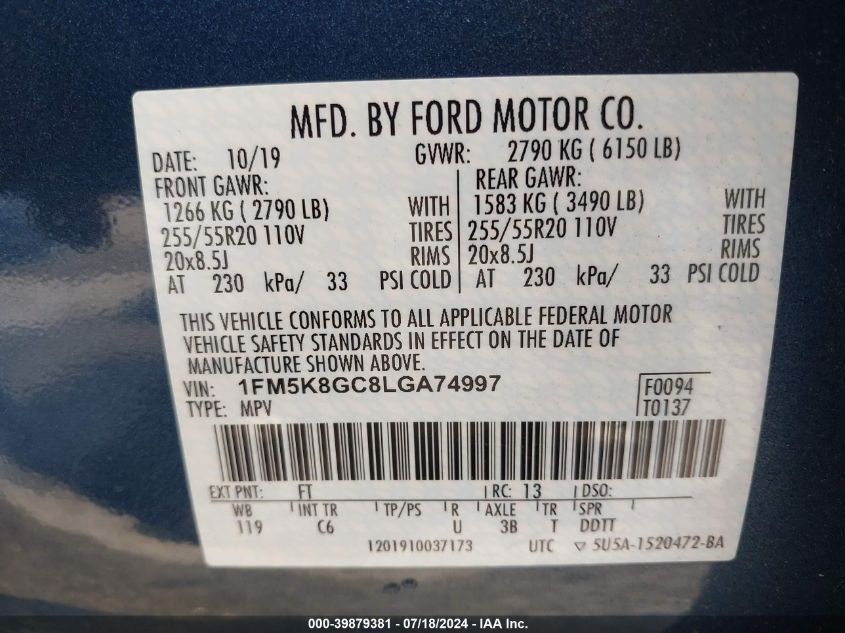 MFD. BY FORD MOTOR CO.
DATE: 10/19 GVWR: 2790 KG ( 6150 LB)
FRONT GAWR: REAR GAWR:
1266 KG ( 2790 LB) WITH 1583 KG ( 3490 LB) WITH
255/55R20 110V TIRES 255/55R20 110V TIRES
20x8.5J RIMS 20x8.5J RIMS
AT 230 kPa/ 33 PSI COLD AT 230 kPa/ 33 PSI COLD
THIS VEHICLE CONFORMS TO ALL APPLICABLE FEDERAL MOTOR
VEHICLE SAFETY STANDARDS IN EFFECT ON THE DATE OF
MANUFACTURE SHOWN ABOVE.
VIN: 1FM5K8GC8LGA74997 F0094
TYPE: MPV T0137
EXT PNT: FT RC: 13 DSO:
WB INT TR TP/PS R AXLE TR SPR
119 C6 U 3B T DDTT
1201910037173 UTC ▽ 5U5A-1520472-BA
000-39879381 - 07/18/2024 - IAA Inc.